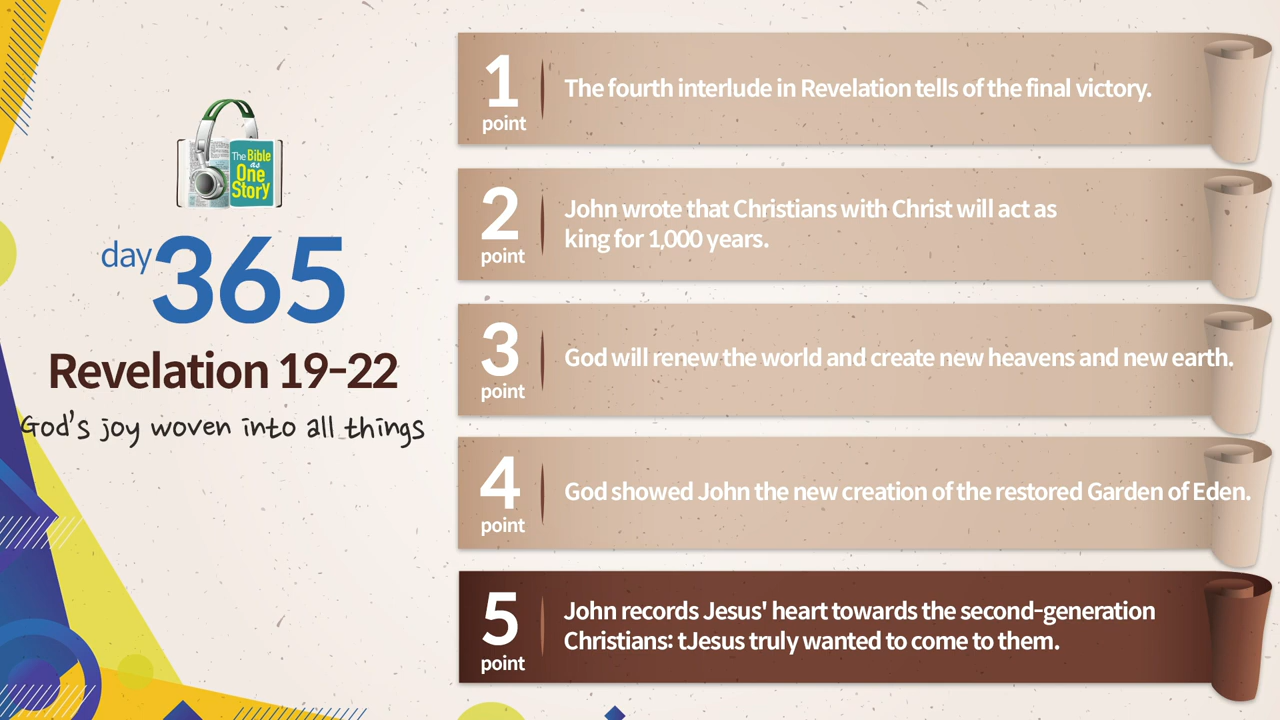 The Bible
as
One
Story
day 365
Revelation 19-22
God's joy woven into all things
1
point
The fourth interlude in Revelation tells of the final victory.
2
point
John wrote that Christians with Christ will act as
king for 1,000 years.
3
point
God will renew the world and create new heavens and new earth.
4
point
God showed John the new creation of the restored Garden of Eden.
5
point
John records Jesus' heart towards the second-generation
Christians: tJesus truly wanted to come to them.